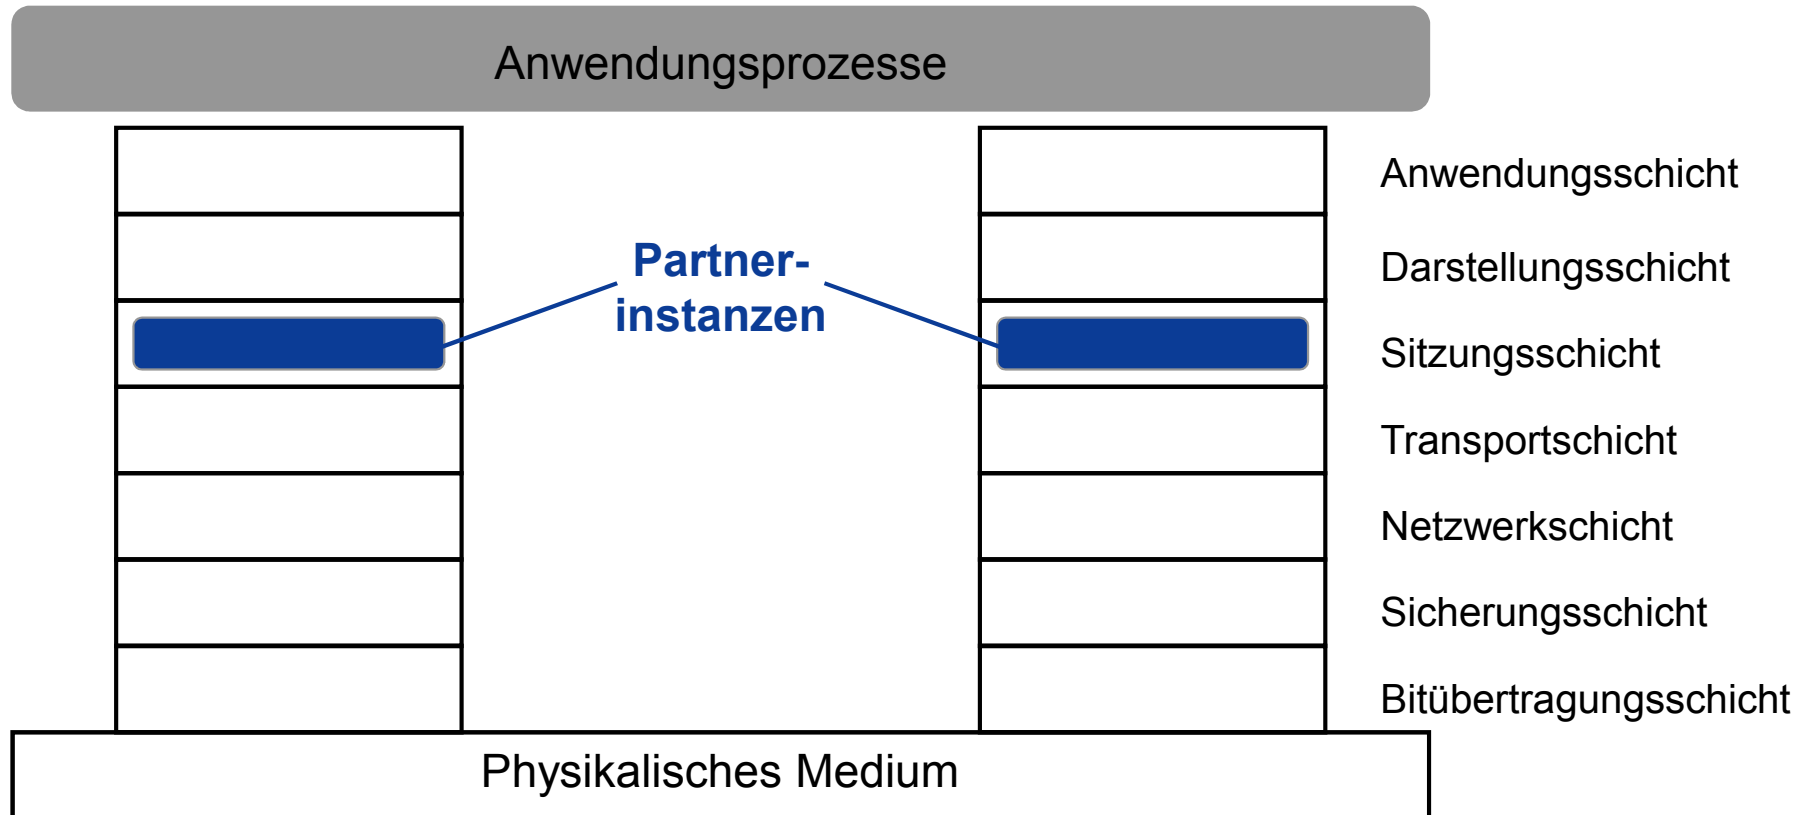 Anwendungsprozesse
Anwendungsschicht
Partner-
instanzen
Darstellungsschicht
Sitzungsschicht
Transportschicht
Netzwerkschicht
Sicherungsschicht
Bitübertragungsschicht
Physikalisches Medium